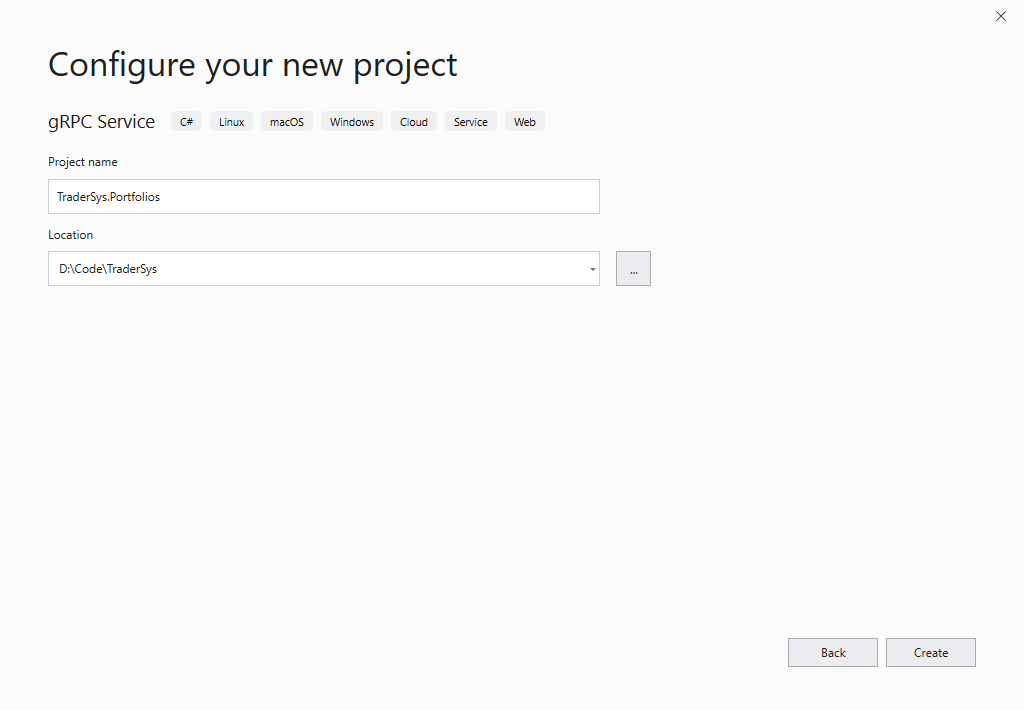 Configure your new project
gRPC Service C# Linux macOS Windows Cloud Service Web
Project name
TraderSys.Portfolios
Location
D:\Code\TraderSys
...
Back Create